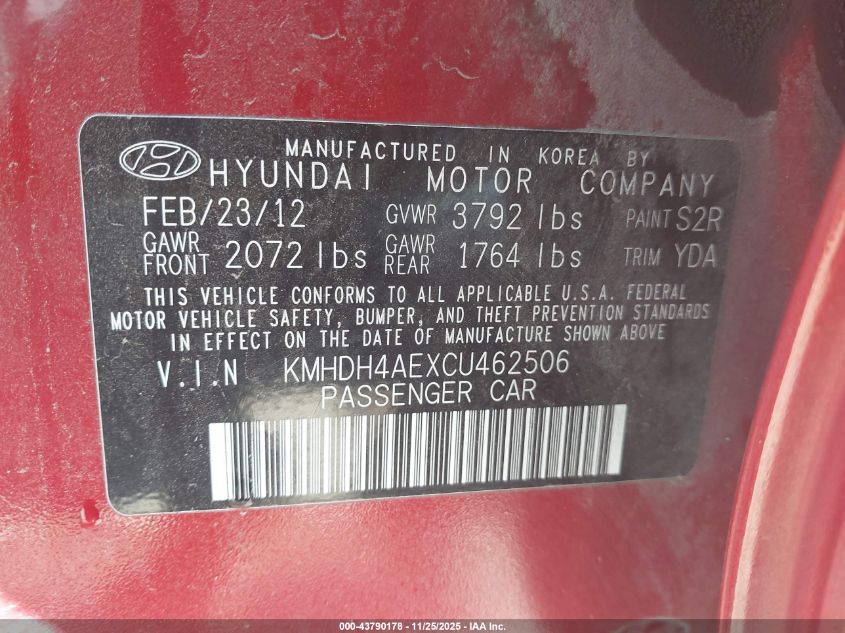 MANUFACTURED IN KOREA BY
HYUNDAI MOTOR COMPANY
FEB/23/12 GVWR 3792 lbs PAINT S2R
GAWR FRONT 2072 lbs GAWR REAR 1764 lbs TRIM YDA
THIS VEHICLE CONFORMS TO ALL APPLICABLE U.S.A. FEDERAL
MOTOR VEHICLE SAFETY, BUMPER, AND THEFT PREVENTION STANDARDS
IN EFFECT ON THE DATE OF MANUFACTURE SHOWN ABOVE
V.I.N KMHDH4AEXCU462506
PASSENGER CAR
000-43790178 - 11/25/2025 - IAA Inc.